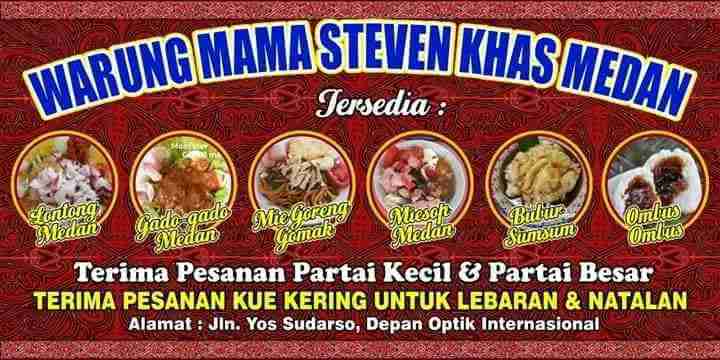 WARUNG MAMA STEVEN KHAS MEDAN
Tersedia :
Lontong
Medan
Gado-gado
Medan
Mie Goreng
Gomak
Miesop
Medan
Bubur
Sumsum
Ombus
Ombus
Terima Pesanan Partai Kecil & Partai Besar
TERIMA PESANAN KUE KERING UNTUK LEBARAN & NATALAN
Alamat : Jln. Yos Sudarso, Depan Optik Internasional